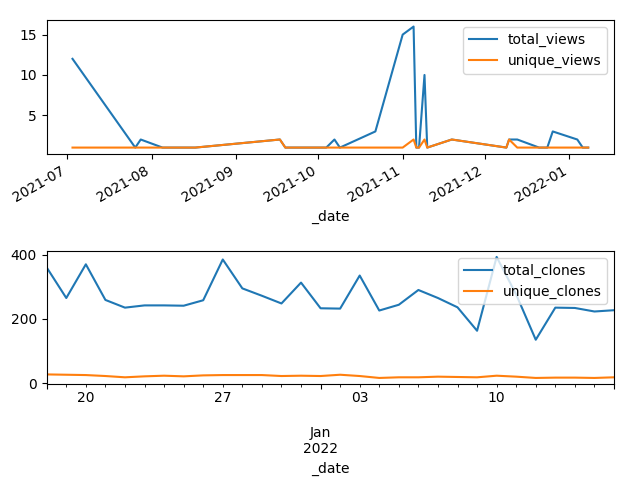 15
10
5
total_views
unique_views
2021-07
2021-08
2021-09
2021-10
2021-11
2021-12
2022-01
_date
400
200
0
total_clones
unique_clones
20
27
03
10
Jan
2022
_date